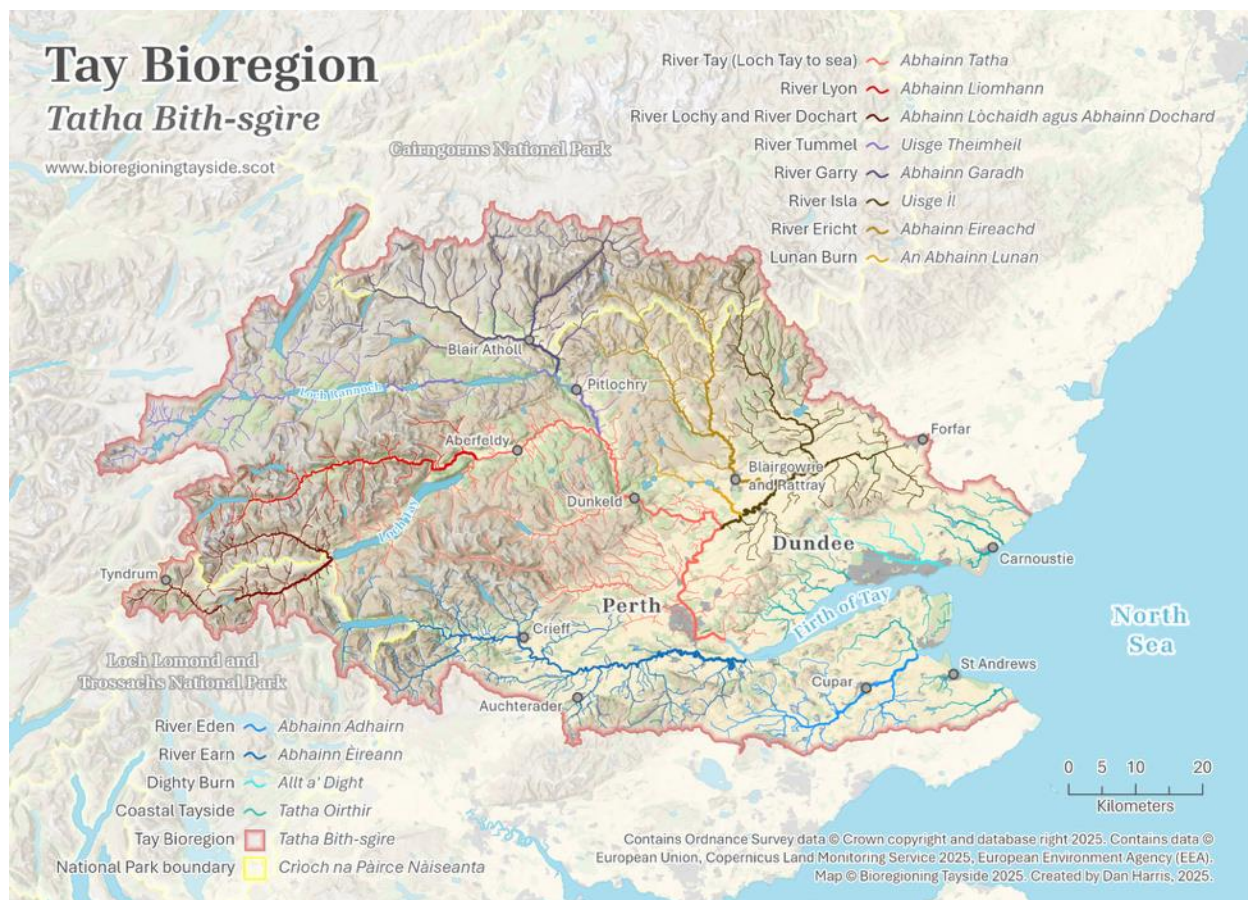 Tay Bioregion
Tatha Bith-sgìre
www.bioregioningtayside.scot
River Tay (Loch Tay to sea) Abhainn Tatha
River Lyon Abhainn Liomhann
River Lochy and River Dochart Abhainn Lòchaidh agus Abhainn Dochard
River Tummel Uisge Theimheil
River Garry Abhainn Garadh
River Isla Uisge Ìl
River Ericht Abhainn Eireachd
Lunan Burn An Abhainn Lunan
Cairngorms National Park
Blair Atholl
Pitlochry
Loch Rannoch
Aberfeldy
Forfar
Blairgowrie
and Rattray
Dunkeld
Loch Tay
Dundee
Carnoustie
Tyndrum
Perth
Firth of Tay
North
Sea
Crieff
Loch Lomond and
Trossachs National Park
St Andrews
Cupar
Auchterader
River Eden Abhainn Adhairn
River Earn Abhainn Èireann
Dighty Burn Allt a' Dight
Coastal Tayside Tatha Oirthir
Tay Bioregion Tatha Bith-sgìre
National Park boundary Crìoch na Pàirce Nàiseanta
0 5 10 20
Kilometers
Contains Ordnance Survey data © Crown copyright and database right 2025. Contains data ©
European Union, Copernicus Land Monitoring Service 2025, European Environment Agency (EEA).
Map © Bioregioning Tayside 2025. Created by Dan Harris, 2025.